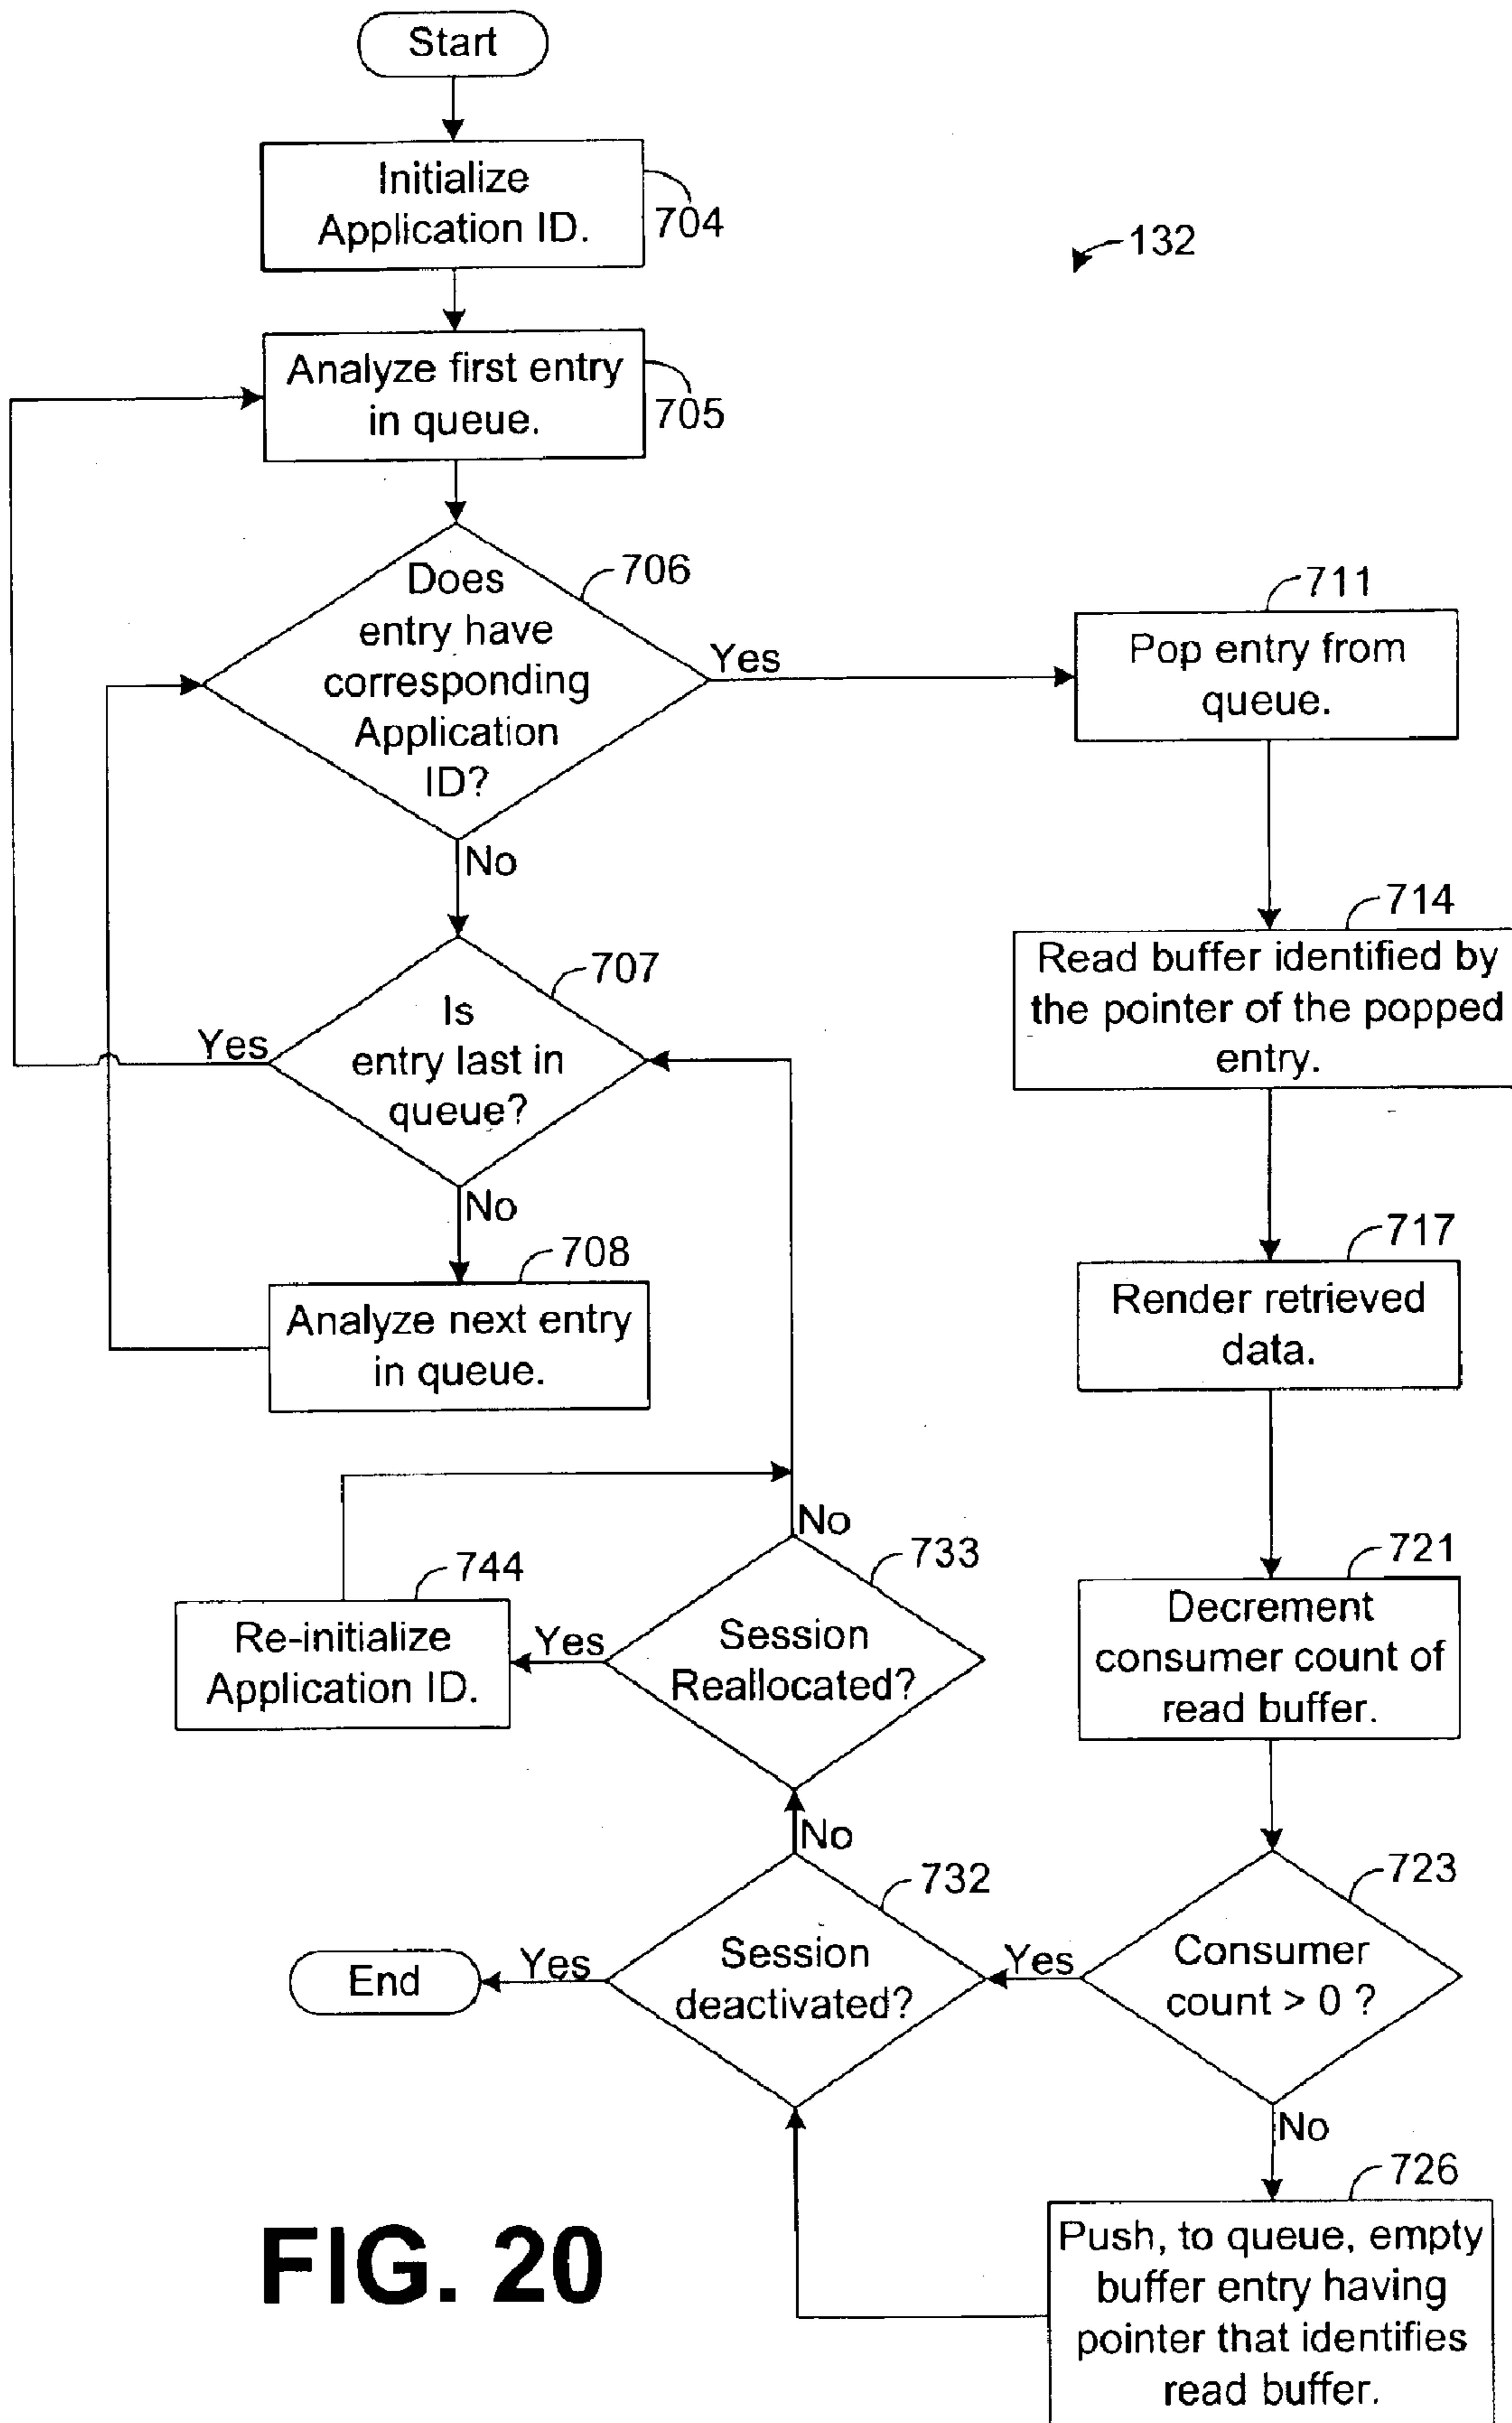 Start
Initialize
Application ID.
704
132
Analyze first entry
in queue.
705
Does
entry have
corresponding
Application
ID?
706
Yes
No
711
Pop entry from
queue.
714
Read buffer identified by
the pointer of the popped
entry.
707
Is
entry last in
queue?
Yes
No
708
Analyze next entry
in queue.
717
Render retrieved
data.
721
Decrement
consumer count of
read buffer.
No
733
Session
Reallocated?
Yes
744
Re-initialize
Application ID.
No
732
Session
deactivated?
Yes
End
723
Consumer
count > 0 ?
Yes
No
726
Push, to queue, empty
buffer entry having
pointer that identifies
read buffer.
FIG. 20